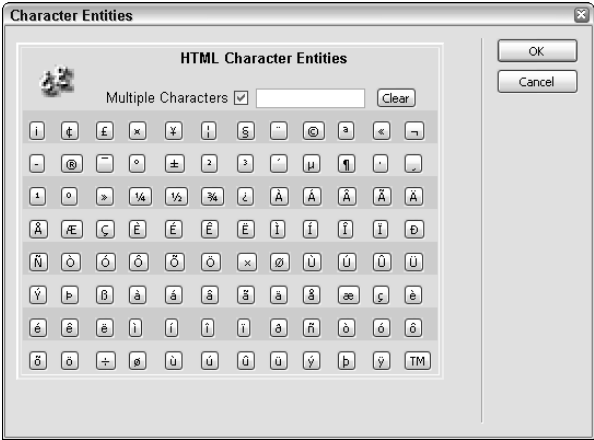 Character Entities
HTML Character Entities
OK
Cancel
Multiple Characters
Clear
¡ ¢ £ ¤ ¥ ¦ § ¨ © ª « ¬
- ® ¯ ° ± ² ³ ´ µ ¶ · ¸
¹ º » ¼ ½ ¾ ¿ À Á Â Ã Ä
Å Æ Ç È É Ê Ë Ì Í Î Ï Ð
Ñ Ò Ó Ô Õ Ö × Ø Ù Ú Û Ü
Ý Þ ß à á â ã ä å æ ç è
é ê ë ì í î ï ð ñ ò ó ô
õ ö ÷ ø ù ú û ü ý þ ÿ TM